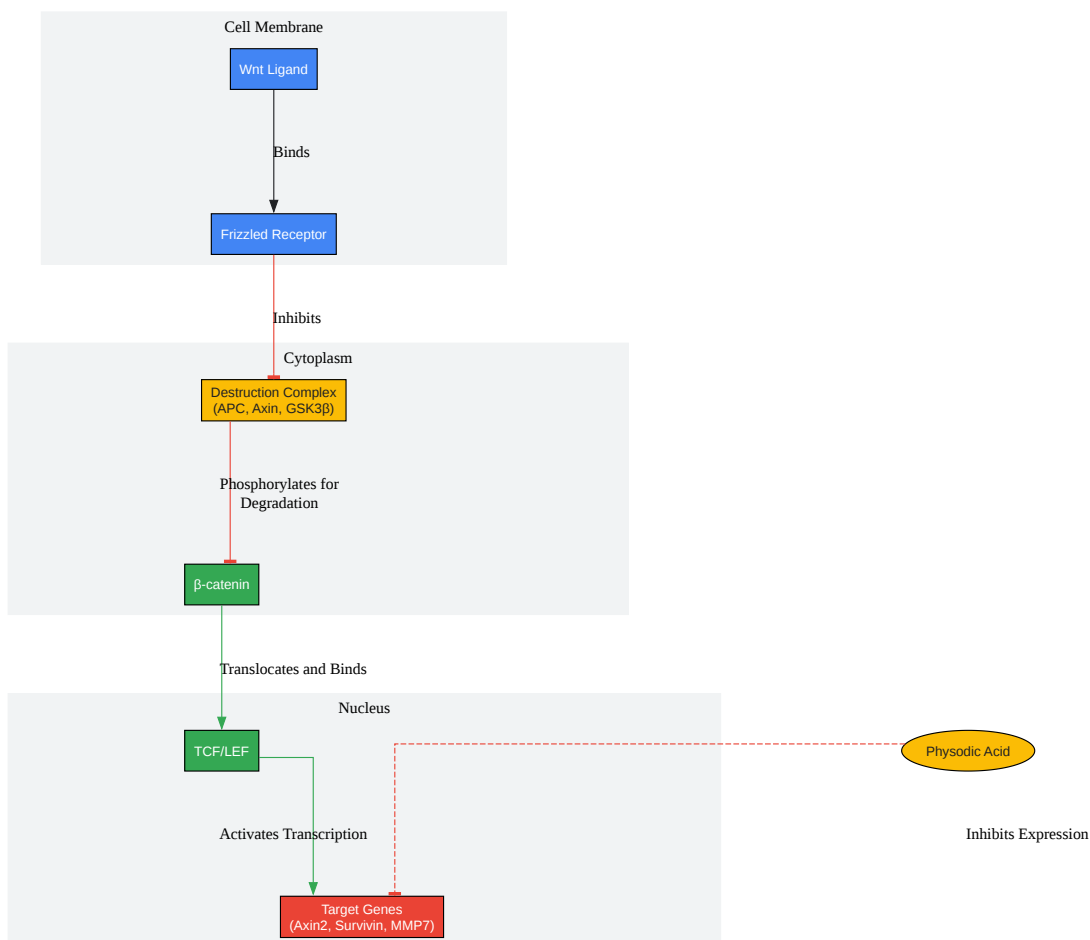 Cell Membrane
Wnt Ligand
Binds
Frizzled Receptor
Inhibits
Cytoplasm
Destruction Complex
(APC, Axin, GSK3β)
Phosphorylates for
Degradation
β-catenin
Translocates and Binds
Nucleus
TCF/LEF
Physodic Acid
Activates Transcription
Inhibits Expression
Target Genes
(Axin2, Survivin, MMP7)